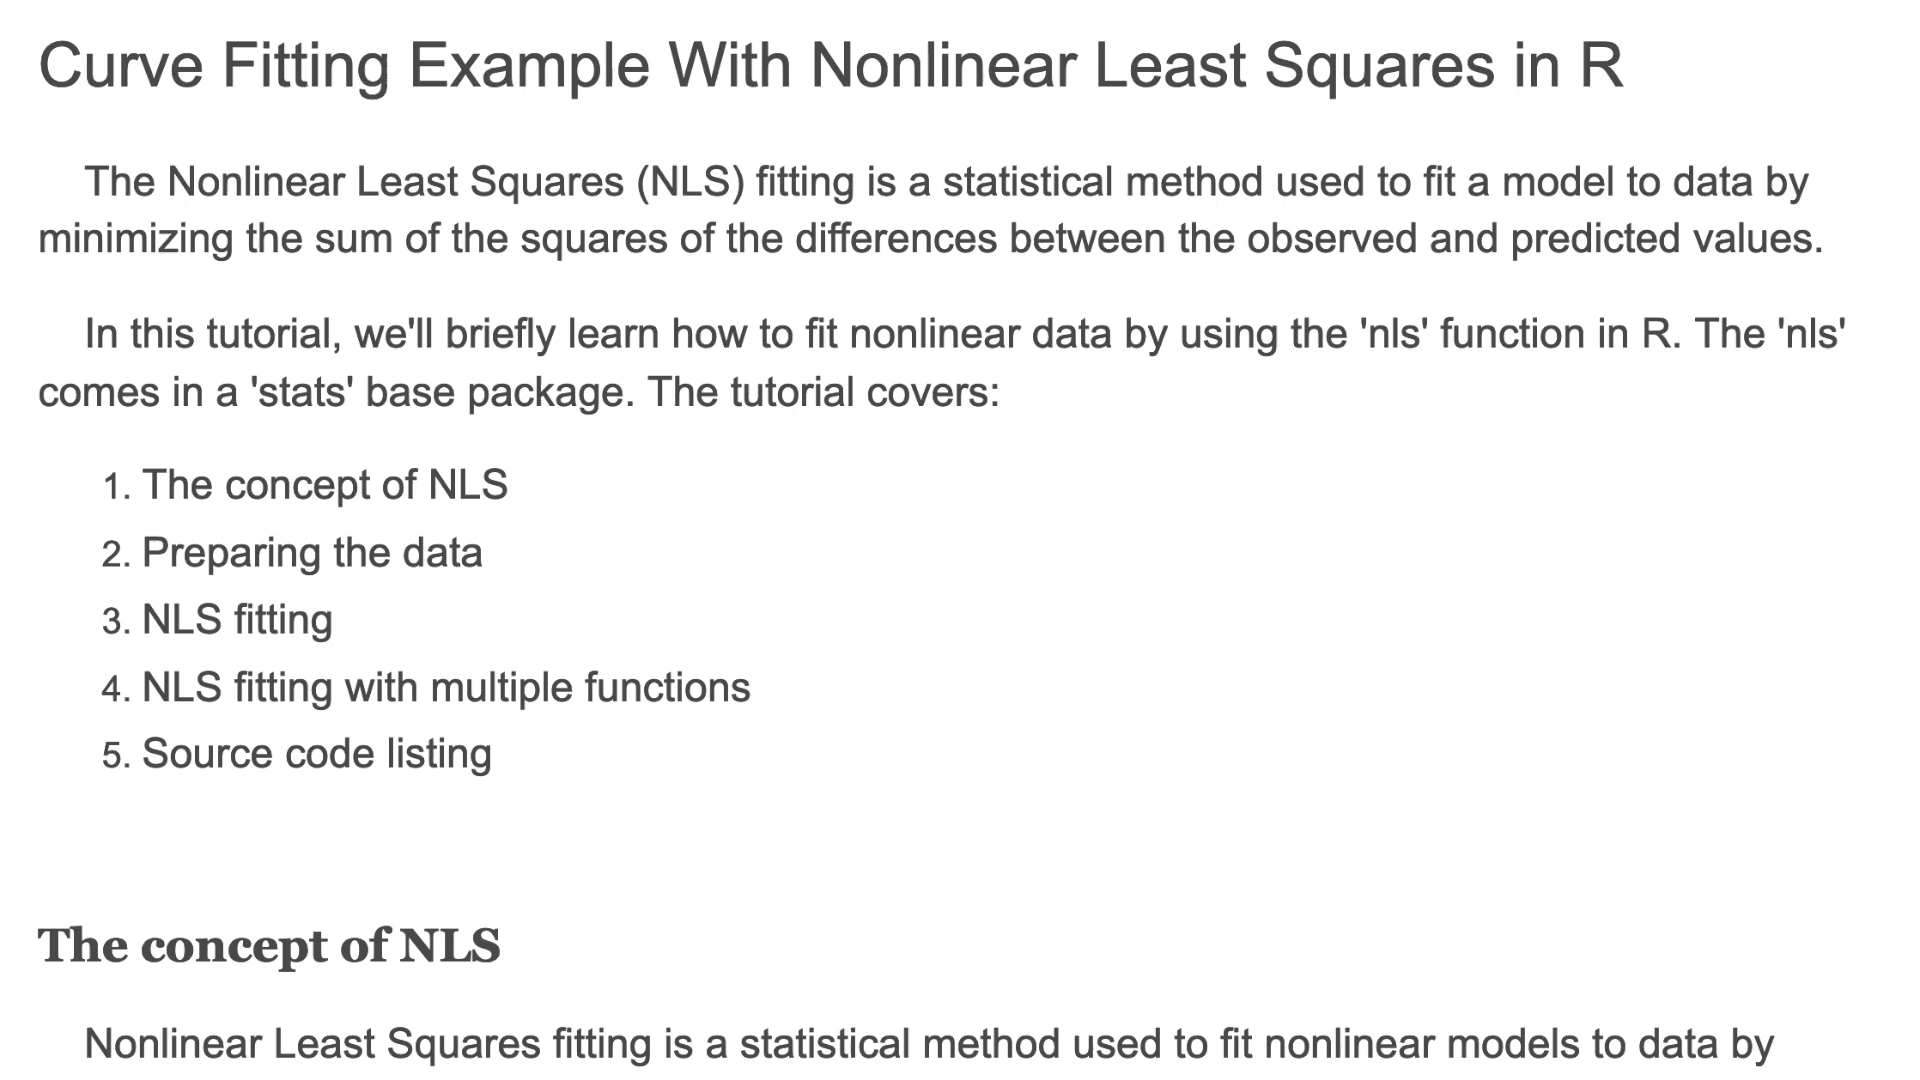 Curve Fitting Example With Nonlinear Least Squares in R
The Nonlinear Least Squares (NLS) fitting is a statistical method used to fit a model to data by
minimizing the sum of the squares of the differences between the observed and predicted values.
In this tutorial, we'll briefly learn how to fit nonlinear data by using the 'nls' function in R. The 'nls'
comes in a 'stats' base package. The tutorial covers:
1. The concept of NLS
2. Preparing the data
3. NLS fitting
4. NLS fitting with multiple functions
5. Source code listing
The concept of NLS
Nonlinear Least Squares fitting is a statistical method used to fit nonlinear models to data by